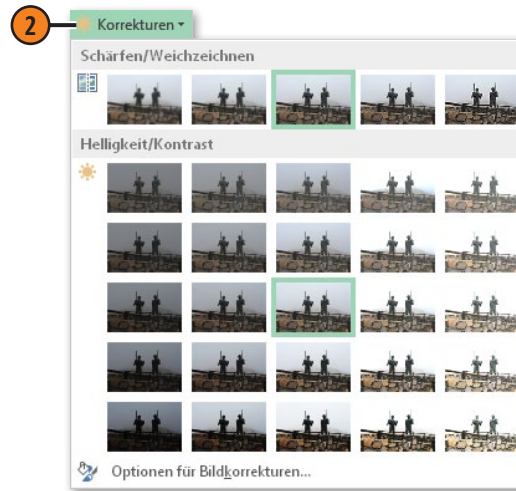 2
Korrekturen
Schärfen/Weichzeichnen
Helligkeit/Kontrast
Optionen für Bildkorrekturen...